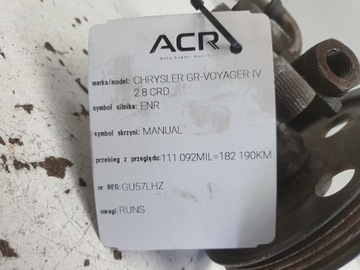 ACR
Auto Części Rudniki
marka/model: CHRYSLER GR-VOYAGER IV
2.8 CRD
symbol silnika: ENR
symbol skrzyni: MANUAL
przebieg z przeglądu: 111 092MIL=182 190KM
nr REG: GU57LHZ
uwagi: RUNS